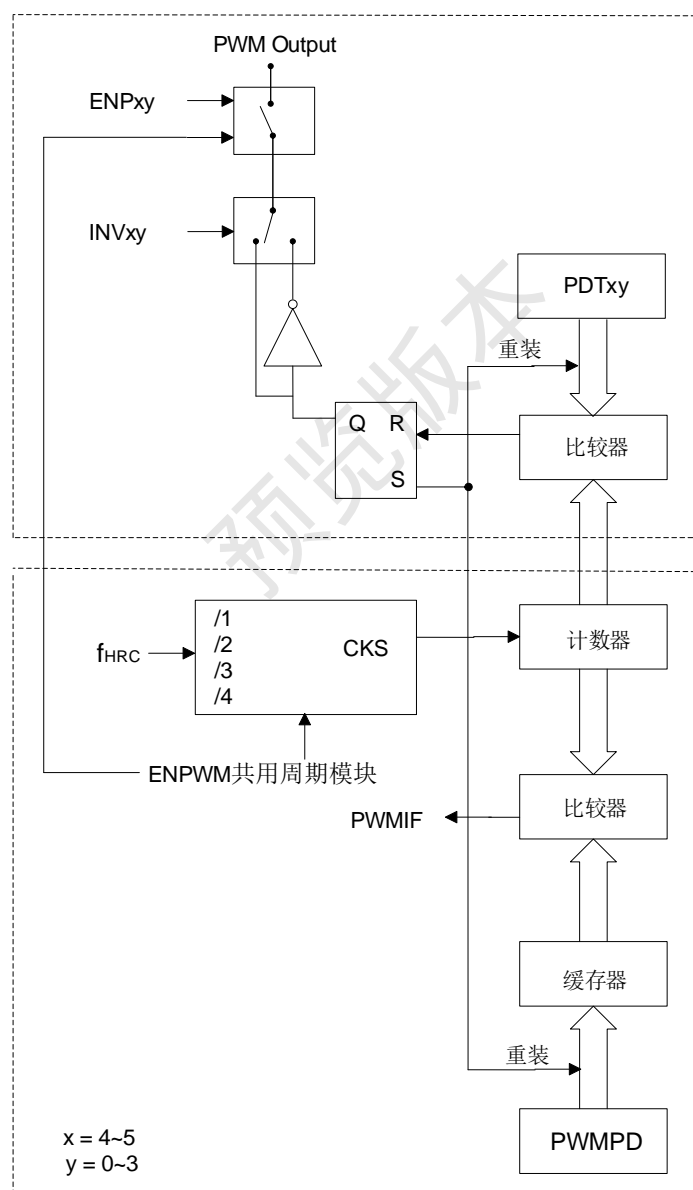 PWM Output
ENPxy
INVxy
PDTxy
重装
Q R
S
比较器
/1
/2
/3
/4
CKS
fHRC
计数器
ENPWM共用周期模块
PWMIF
比较器
缓存器
重装
PWMPD
x = 4~5
y = 0~3
预览版本